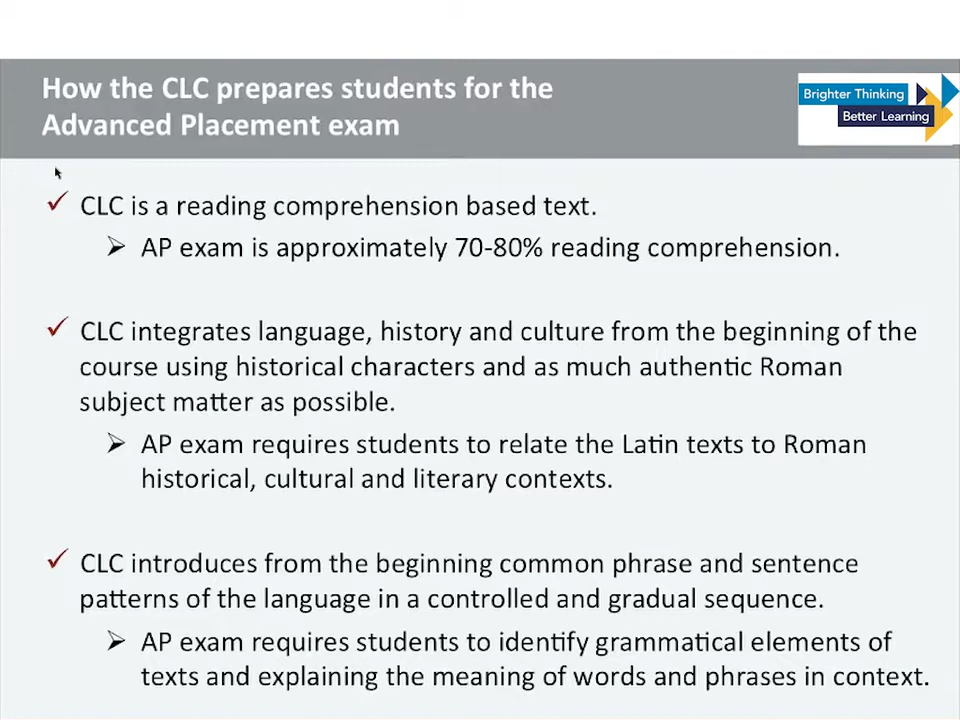 How the CLC prepares students for the
Advanced Placement exam
Brighter Thinking
Better Learning
CLC is a reading comprehension based text.
AP exam is approximately 70-80% reading comprehension.
CLC integrates language, history and culture from the beginning of the
course using historical characters and as much authentic Roman
subject matter as possible.
AP exam requires students to relate the Latin texts to Roman
historical, cultural and literary contexts.
CLC introduces from the beginning common phrase and sentence
patterns of the language in a controlled and gradual sequence.
AP exam requires students to identify grammatical elements of
texts and explaining the meaning of words and phrases in context.